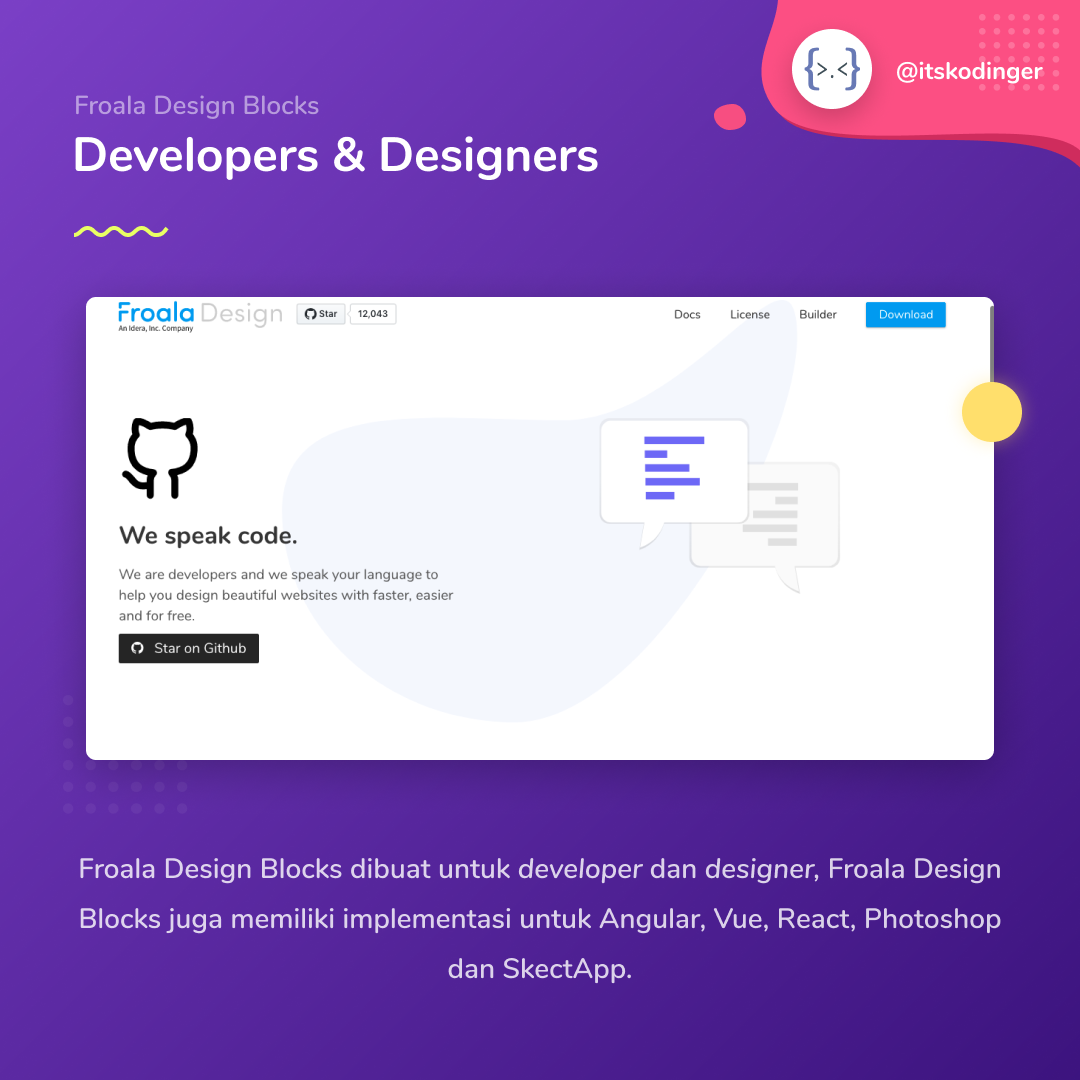 {>.<}
@itskodinger
Froala Design Blocks
Developers & Designers
Froala Design
An Idera, Inc. Company
Star
12,043
Docs
License
Builder
Download
We speak code.
We are developers and we speak your language to
help you design beautiful websites with faster, easier
and for free.
Star on Github
Froala Design Blocks dibuat untuk developer dan designer, Froala Design
Blocks juga memiliki implementasi untuk Angular, Vue, React, Photoshop
dan SkectApp.